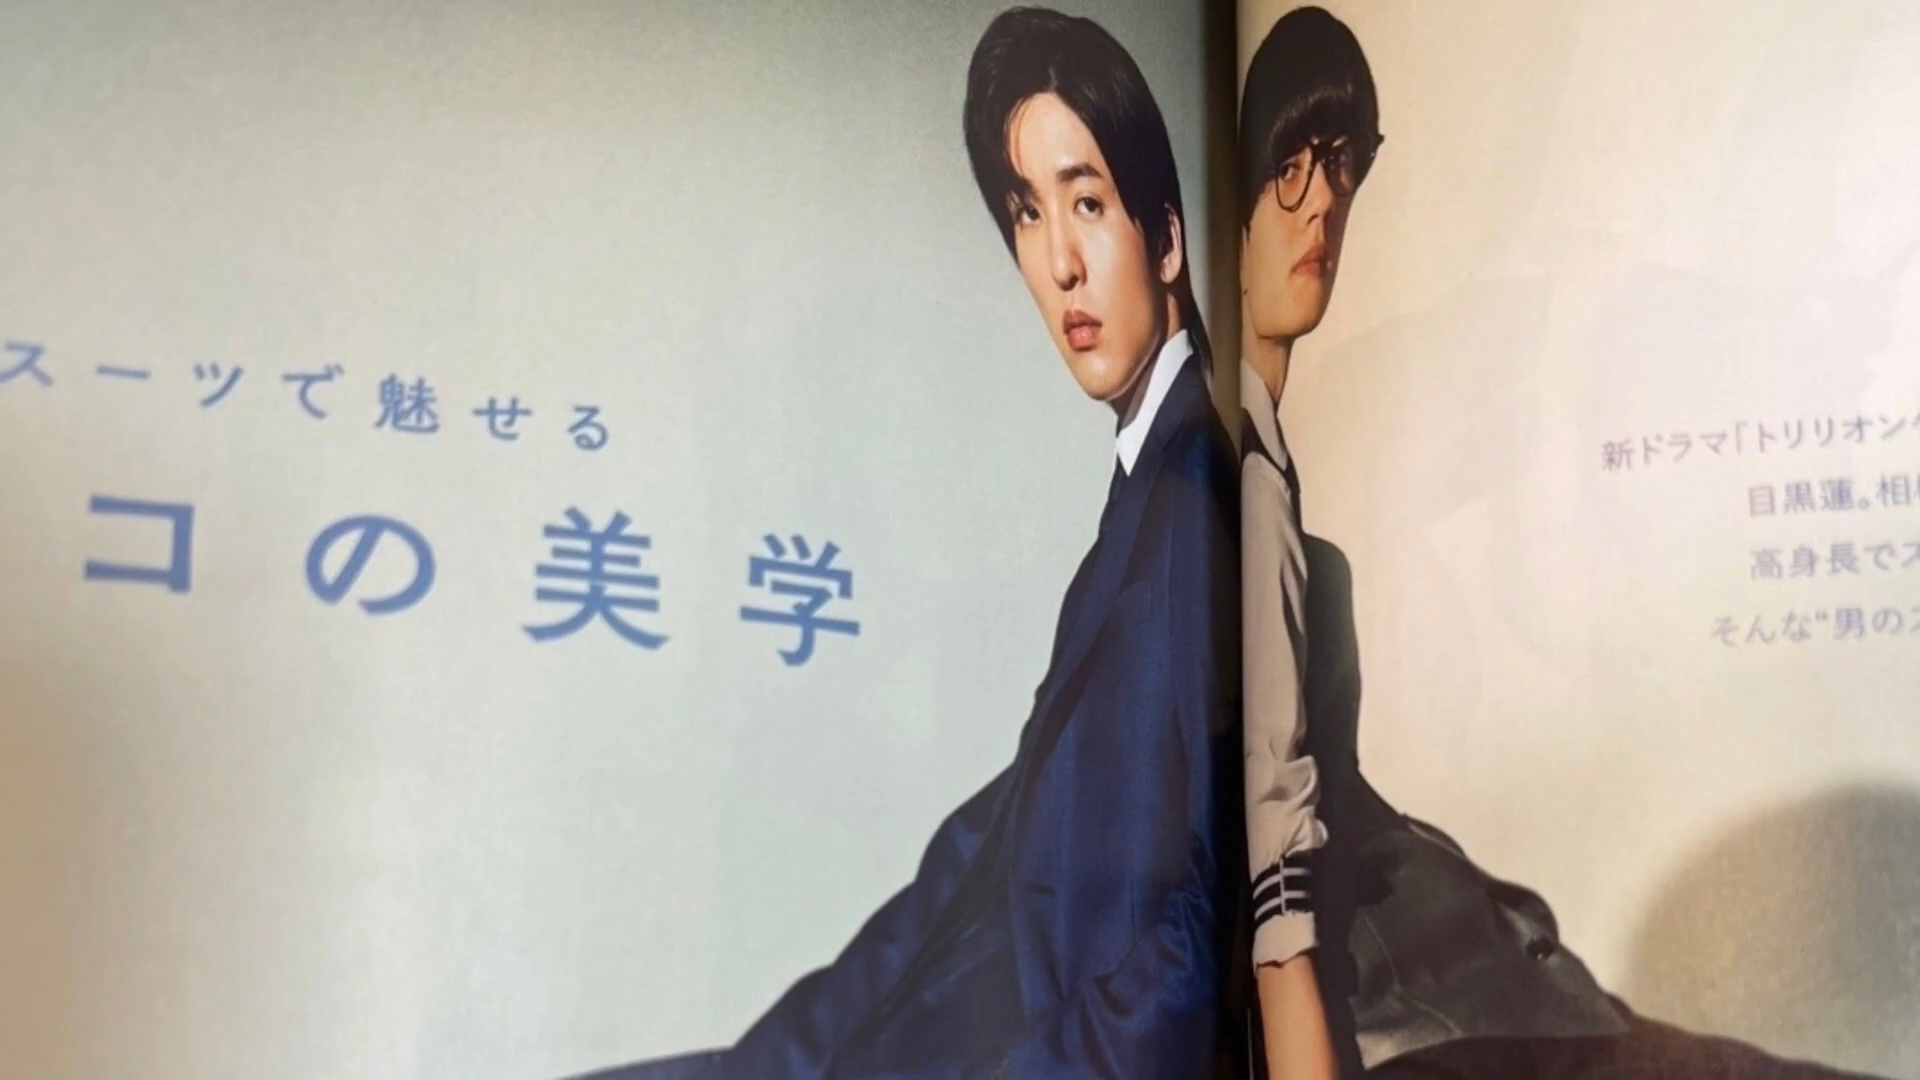 スーツで魅せる
コの美学
新ドラマ「トリリオン
目黒蓮。相
高身長で
そんな“男の